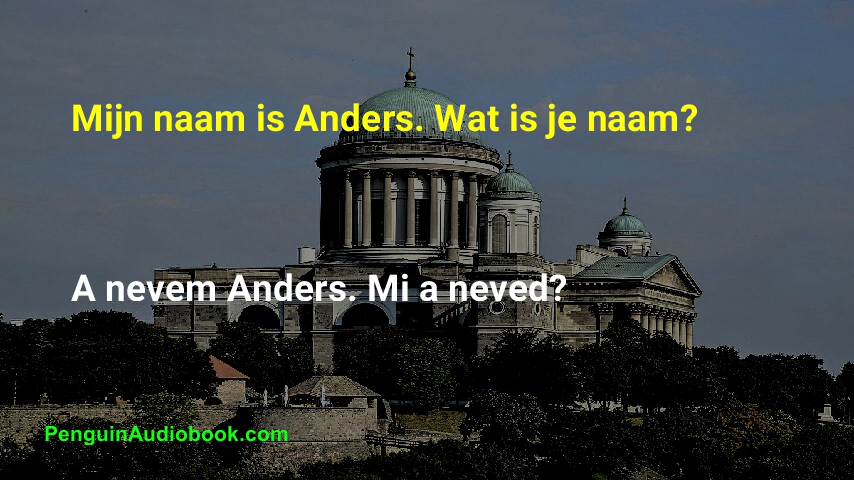 Mijn naam is Anders. Wat is je naam?
A nevem Anders. Mi a neved?
PenguinAudiobook.com